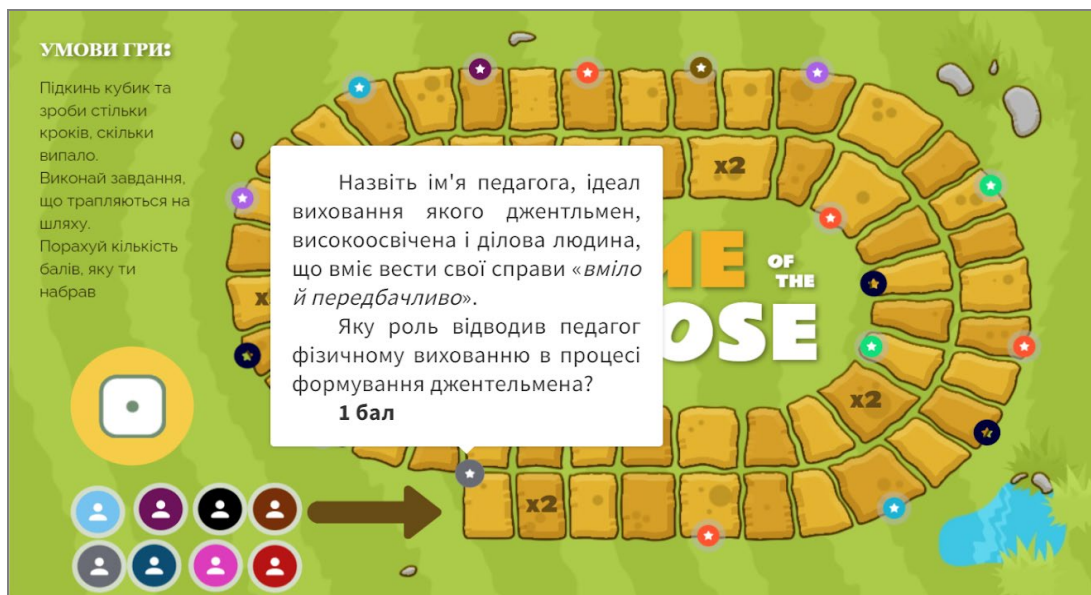 УМОВИ ГРИ:
Підкинь кубик та
зроби стільки
кроків, скільки
випало.
Виконай завдання,
що трапляються на
шляху.
Порахуй кількість
балів, яку ти
набрав
x2
Назвіть ім'я педагога, ідеал
виховання якого джентльмен,
високоосвічена і ділова людина,
що вміє вести свої справи «вміло
й передбачливо».
Яку роль відводив педагог
фізичному вихованню в процесі
формування джентельмена?
1 бал
OF
THE
x2
x2